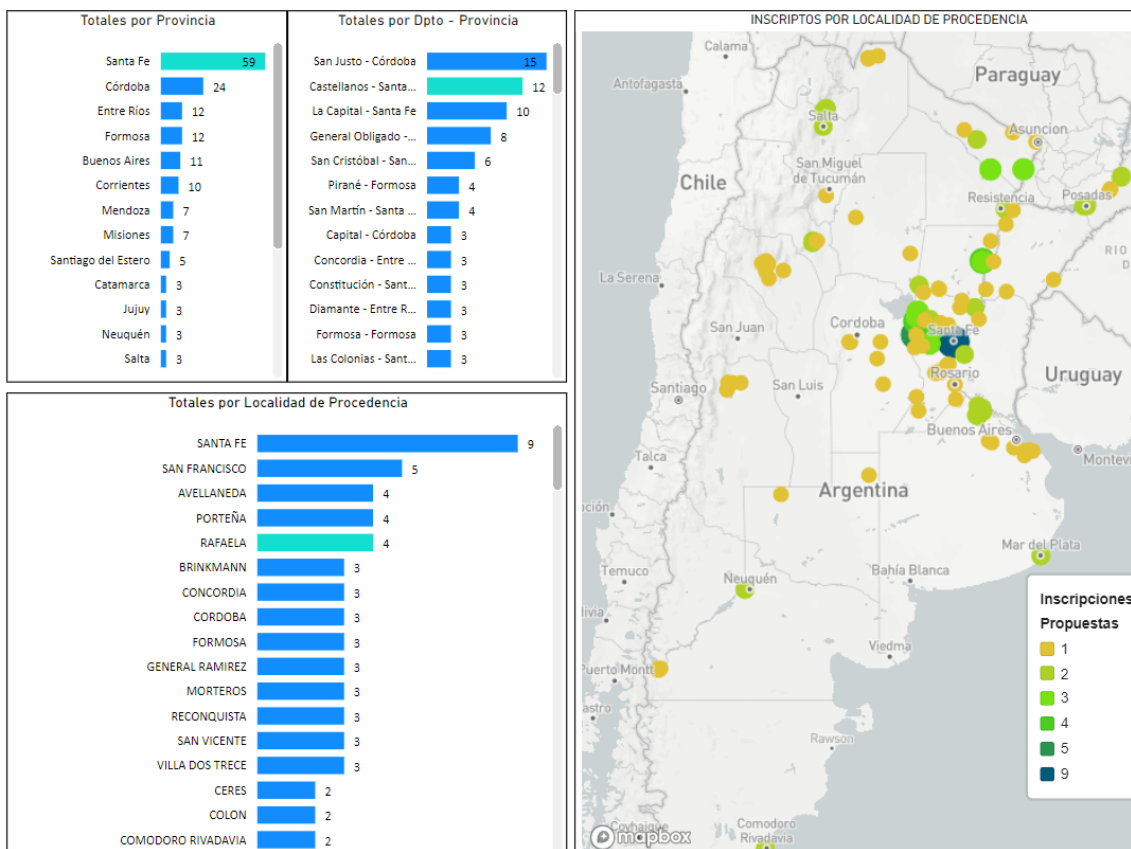 Totales por Provincia
Santa Fe 59
Córdoba 24
Entre Ríos 12
Formosa 12
Buenos Aires 11
Corrientes 10
Mendoza 7
Misiones 7
Santiago del Estero 5
Catamarca 3
Jujuy 3
Neuquén 3
Salta 3
Totales por Dpto - Provincia
San Justo - Córdoba 15
Castellanos - Santa... 12
La Capital - Santa Fe 10
General Obligado -... 8
San Cristóbal - San... 6
Pirané - Formosa 4
San Martín - Santa ... 4
Capital - Córdoba 3
Concordia - Entre ... 3
Constitución - Sant... 3
Diamante - Entre R... 3
Formosa - Formosa 3
Las Colonias - Sant... 3
Totales por Localidad de Procedencia
SANTA FE 9
SAN FRANCISCO 5
AVELLANEDA 4
PORTEÑA 4
RAFAELA 4
BRINKMANN 3
CONCORDIA 3
CORDOBA 3
FORMOSA 3
GENERAL RAMIREZ 3
MORTEROS 3
RECONQUISTA 3
SAN VICENTE 3
VILLA DOS TRECE 3
CERES 2
COLON 2
COMODORO RIVADAVIA 2
INSCRIPTOS POR LOCALIDAD DE PROCEDENCIA
Calama
Paraguay
Antofagasta
Salta
Asuncion
San Miguel
de Tucumán
Chile
Resistencia
Posadas
RIO
D
La Serena
San Juan
Cordoba
Santa Fe
Rosario
Uruguay
Santiago
San Luis
Buenos Aires
Montev
Talca
Argentina
ción
Mar del Plata
Temuco
Neuquén
Bahía Blanca
divia
Viedma
Puerto Montt
astro
Rawson
Coyhaique
Comodoro
Rivadavia
mapbox
Inscripciones
Propuestas
1
2
3
4
5
9